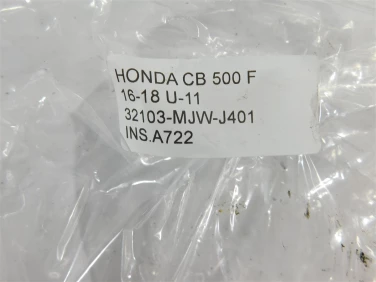 HONDA CB 500 F
16-18 U-11
32103-MJW-J401
INS.A722